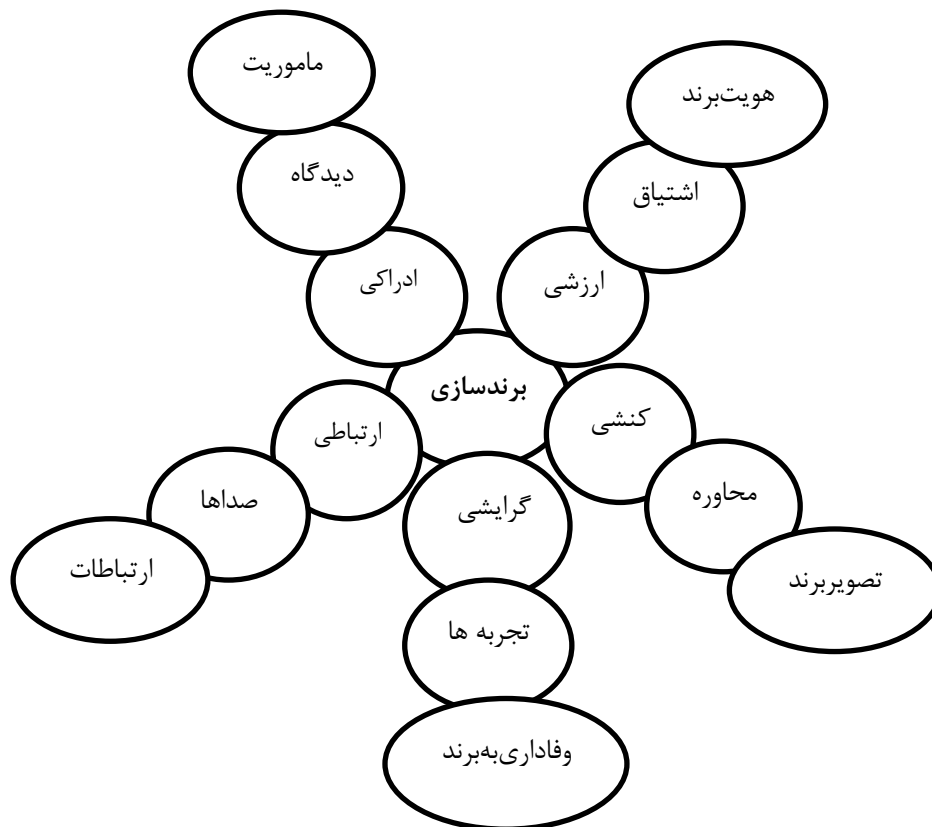 ماموریت
هویت‌برند
دیدگاه
اشتیاق
ادراکی
ارزشی
برندسازی
ارتباطی
کنشی
صداها
گرایشی
محاوره
ارتباطات
تصویربرند
تجربه ها
وفاداری‌به‌برند